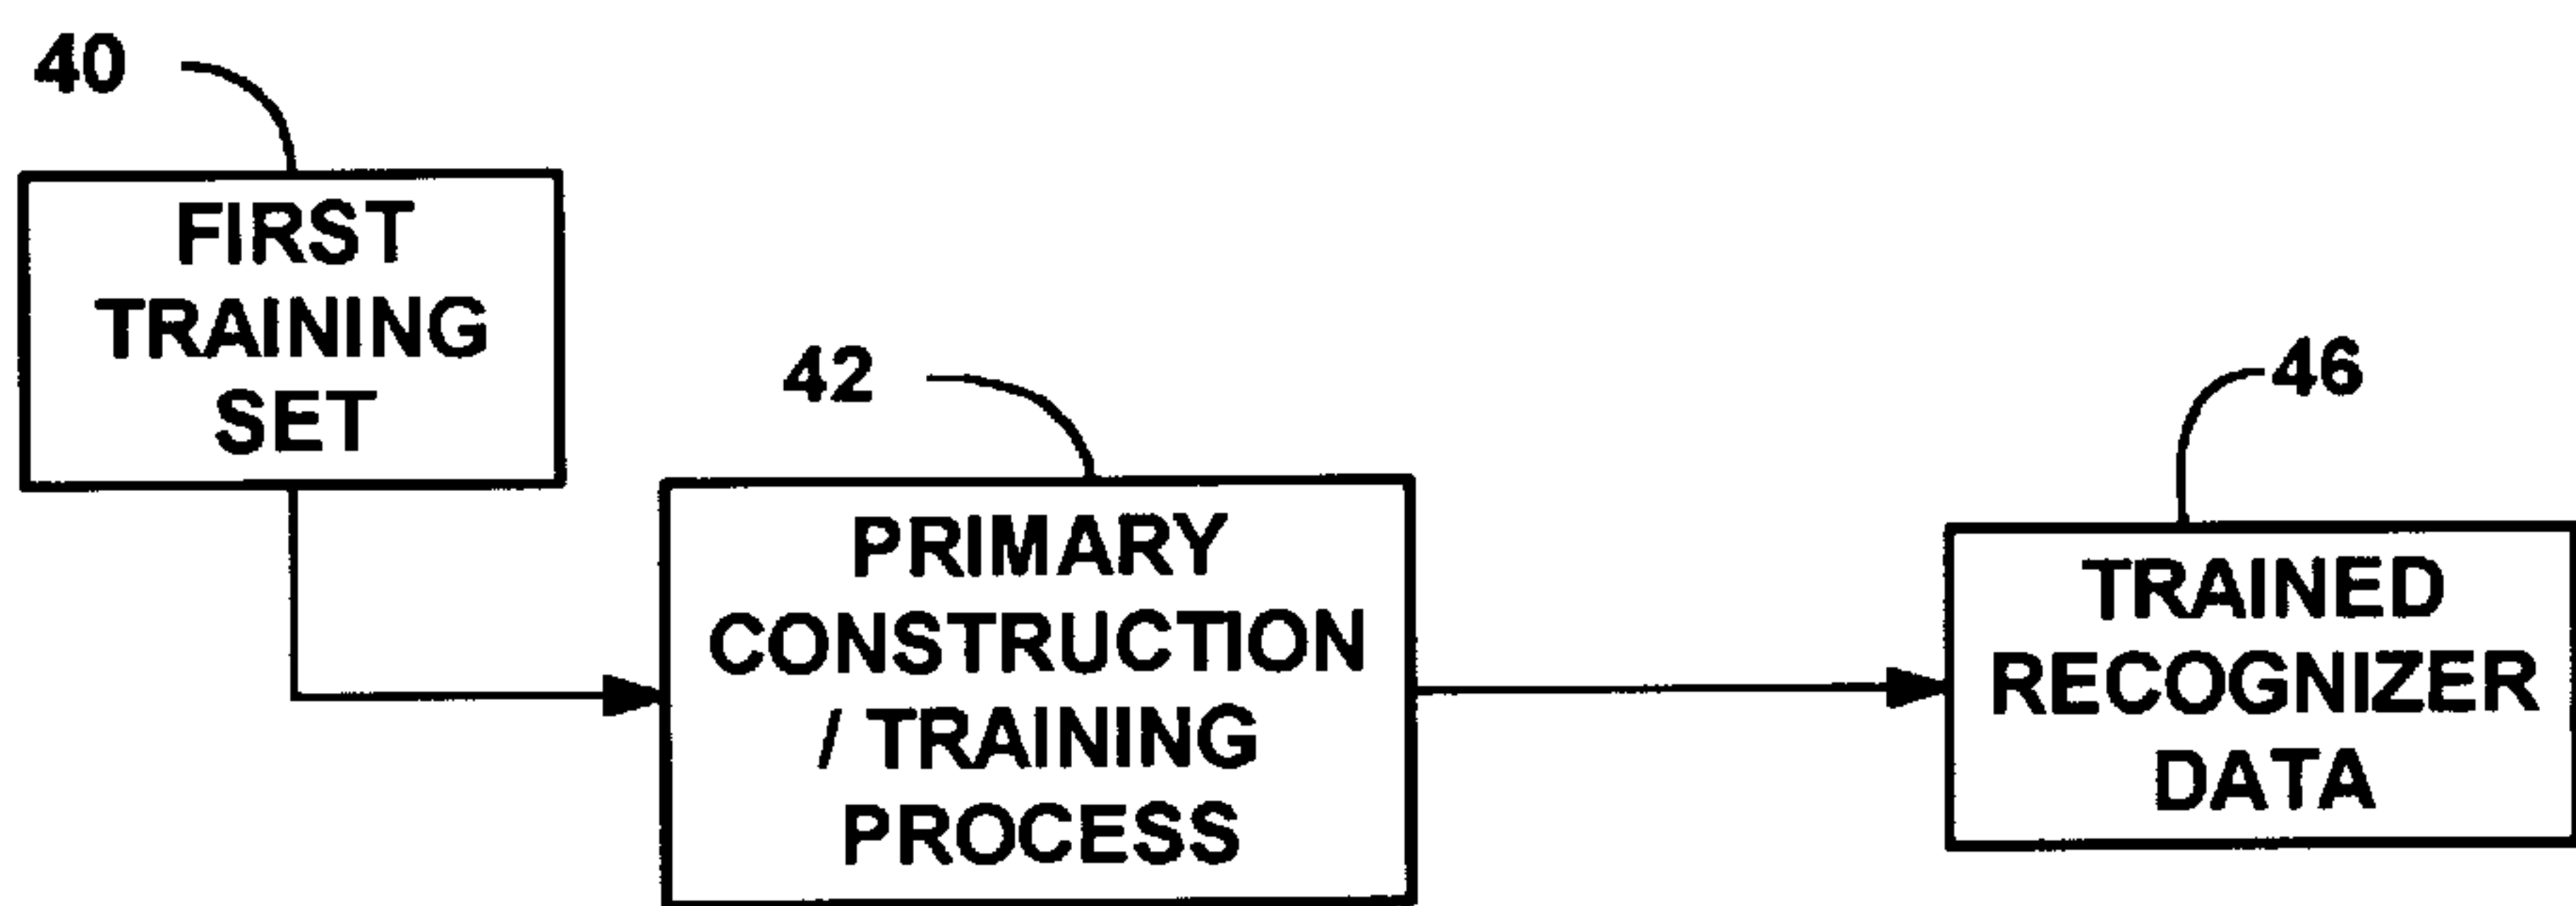 40
FIRST
TRAINING
SET
42
PRIMARY
CONSTRUCTION
/ TRAINING
PROCESS
46
TRAINED
RECOGNIZER
DATA